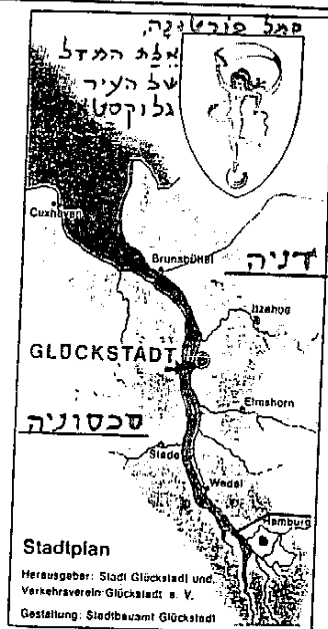 סמל פורטונה,
אלת המזל
של העיר
גלוקסטט
Cuxhaven
Brunsbüttel
דניה
Itzehoe
GLÜCKSTADT
Elmshorn
סכסוניה
Stade
Wedel
Hamburg
Stadtplan
Herausgeber: Stadt Glückstadt und
Verkehrsverein Glückstadt e. V.
Gestaltung: Stadtbauamt Glückstadt